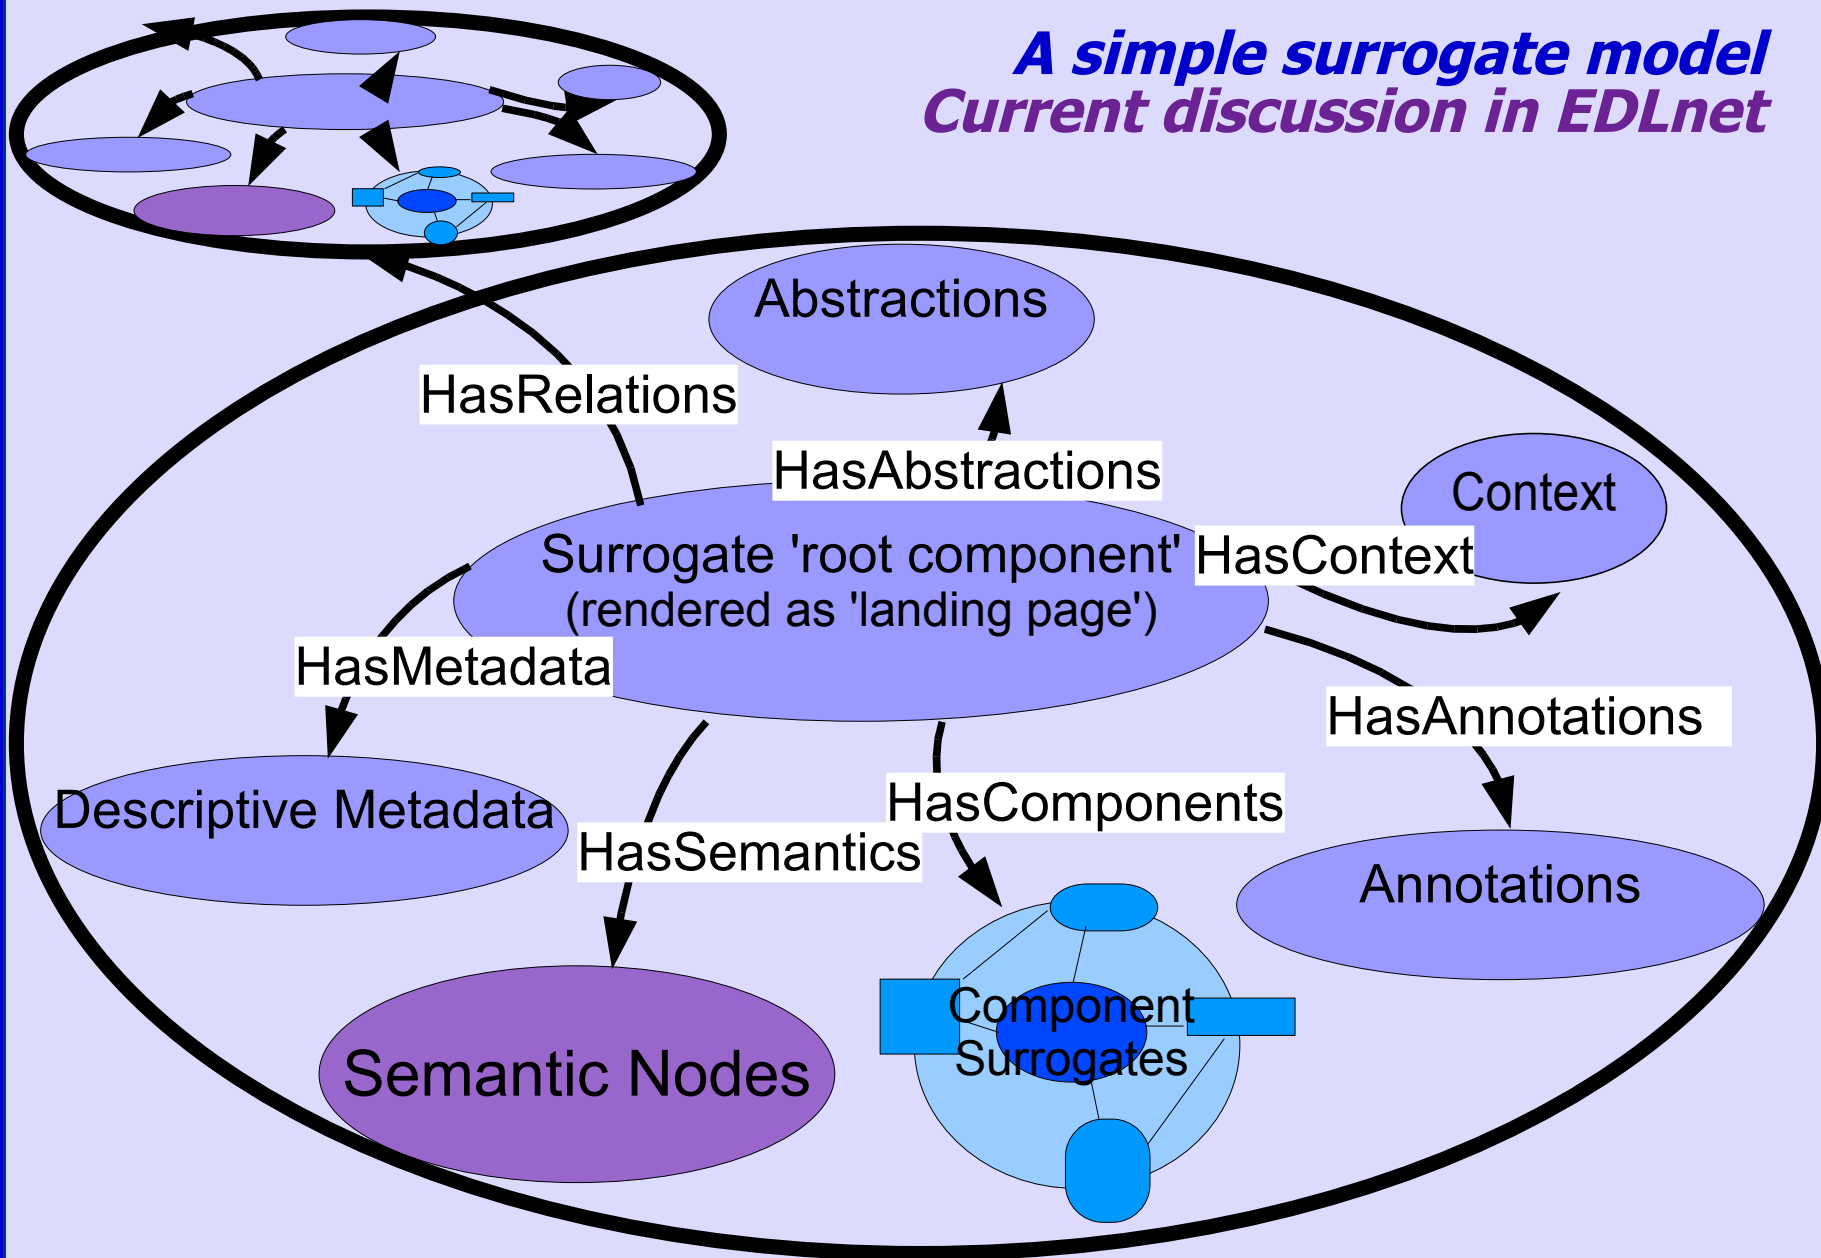 A simple surrogate model
Current discussion in EDLnet
Abstractions
HasRelations
HasAbstractions
Context
Surrogate 'root component'
HasContext
(rendered as 'landing page')
HasMetadata
HasAnnotations
Descriptive Metadata
HasComponents
HasSemantics
Annotations
Component
Surrogates
Semantic Nodes